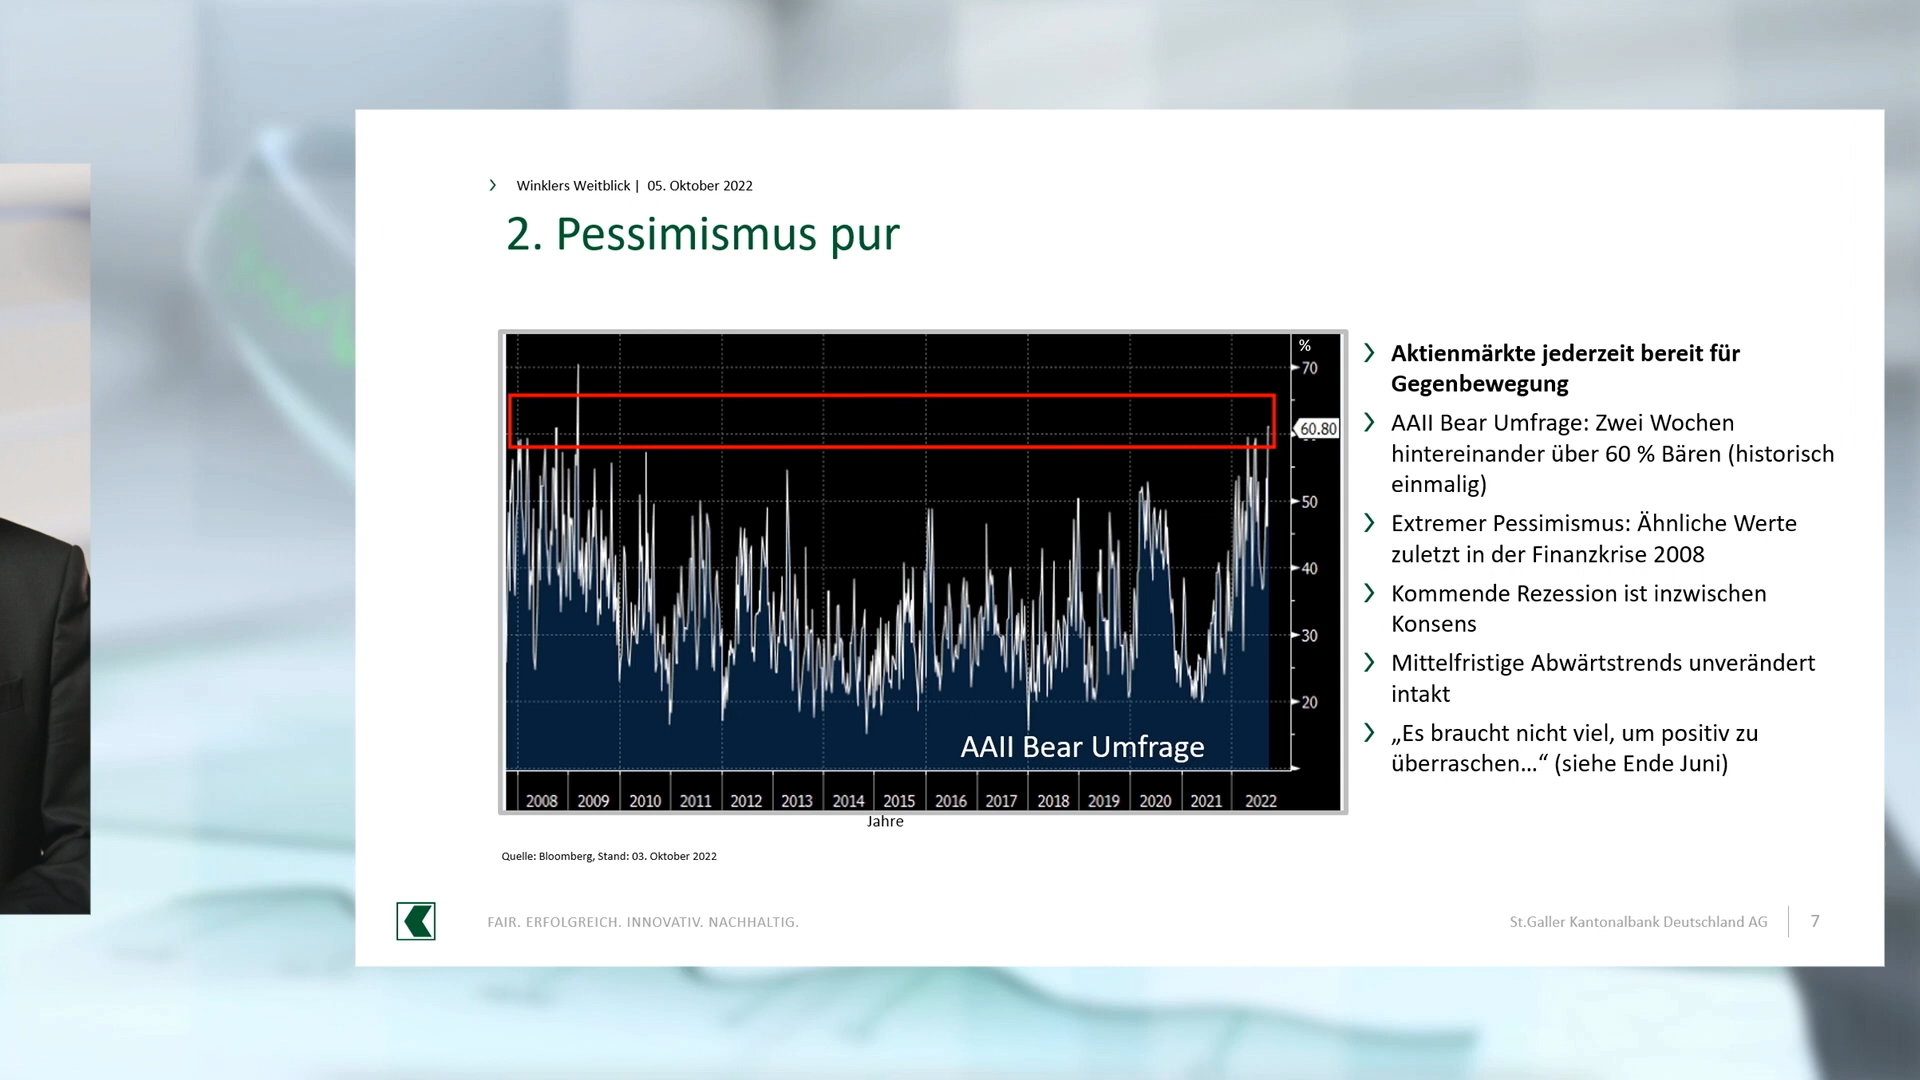 Winklers Weitblick | 05. Oktober 2022
2. Pessimismus pur
%
70
60.80
50
40
30
20
AAII Bear Umfrage
2008 2009 2010 2011 2012 2013 2014 2015 2016 2017 2018 2019 2020 2021 2022
Jahre
Quelle: Bloomberg, Stand: 03. Oktober 2022
Aktienmärkte jederzeit bereit für
Gegenbewegung
AAII Bear Umfrage: Zwei Wochen
hintereinander über 60 % Bären (historisch
einmalig)
Extremer Pessimismus: Ähnliche Werte
zuletzt in der Finanzkrise 2008
Kommende Rezession ist inzwischen
Konsens
Mittelfristige Abwärtstrends unverändert
intakt
„Es braucht nicht viel, um positiv zu
überraschen…“ (siehe Ende Juni)
FAIR. ERFOLGREICH. INNOVATIV. NACHHALTIG.
St.Galler Kantonalbank Deutschland AG
7